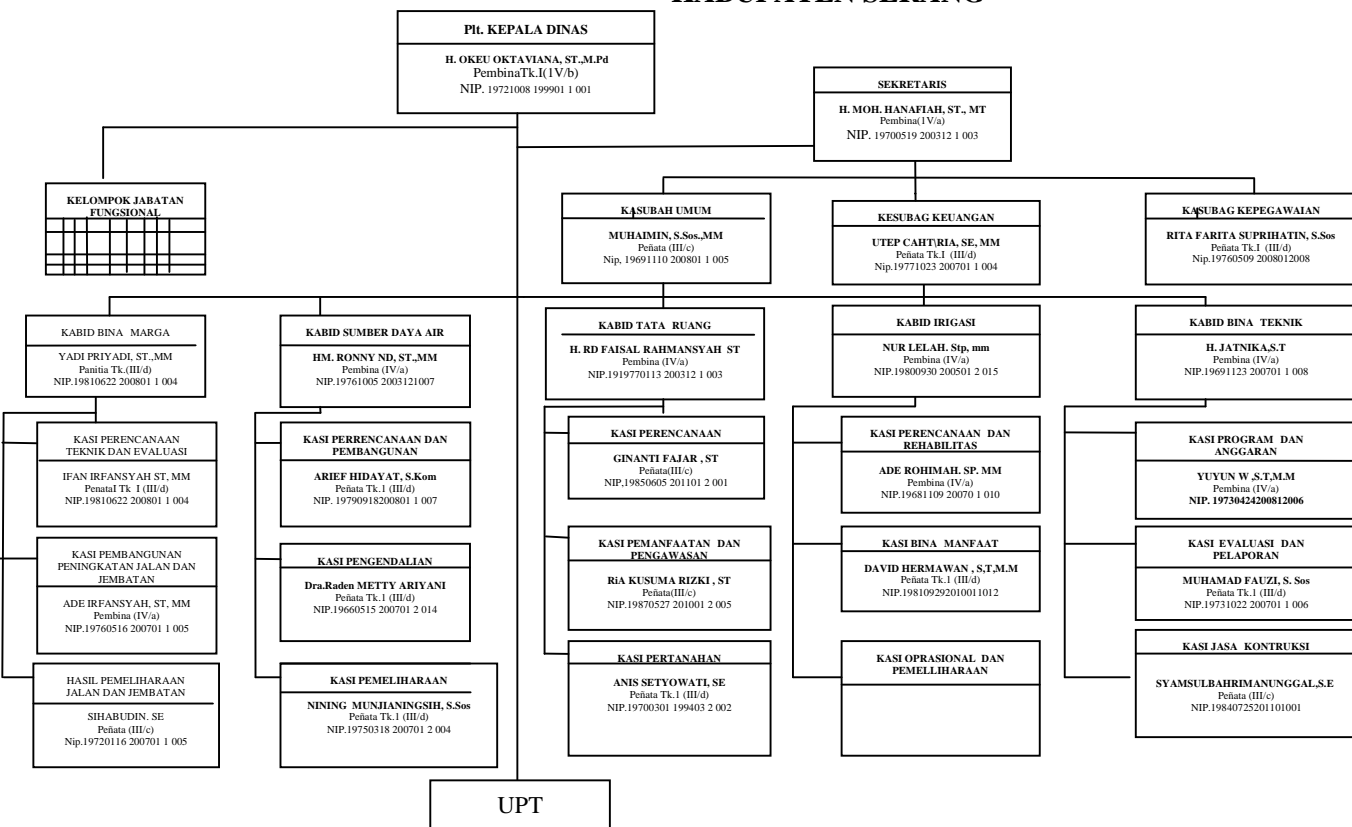 KABUPATEN SERANG
Plt. KEPALA DINAS
H. OKEU OKTAVIANA, ST.,M.Pd
PembinaTk.I(1V/b)
NIP. 19721008 199901 1 001
SEKRETARIS
H. MOH. HANAFIAH, ST., MT
Pembina(1V/a)
NIP. 19700519 200312 1 003
KELOMPOK JABATAN
FUNGSIONAL
KASUBAH UMUM
MUHAIMIN, S.Sos.,MM
Peñata (III/c)
Nip, 19691110 200801 1 005
KESUBAG KEUANGAN
UTEP CAHT\RIA, SE, MM
Peñata Tk.I (III/d)
Nip.19771023 200701 1 004
KASUBAG KEPEGAWAIAN
RITA FARITA SUPRIHATIN, S.Sos
Peñata Tk.I (III/d)
Nip.19760509 2008012008
KABID BINA MARGA
YADI PRIYADI, ST.,MM
Panitia Tk.(III/d)
NIP.19810622 200801 1 004
KABID SUMBER DAYA AIR
HM. RONNY ND, ST.,MM
Pembina (IV/a)
NIP.19761005 2003121007
KABID TATA RUANG
H. RD FAISAL RAHMANSYAH ST
Pembina (IV/a)
NIP.1919770113 200312 1 003
KABID IRIGASI
NUR LELAH. Stp, mm
Pembina (IV/a)
NIP.19800930 200501 2 015
KABID BINA TEKNIK
H. JATNIKA,S.T
Pembina (IV/a)
NIP.19691123 200701 1 008
KASI PERENCANAAN
TEKNIK DAN EVALUASI
IFAN IRFANSYAH ST, MM
PenataI Tk I (III/d)
NIP.19810622 200801 1 004
KASI PERRENCANAAN DAN
PEMBANGUNAN
ARIEF HIDAYAT, S.Kom
Peñata Tk.1 (III/d)
NIP. 19790918200801 1 007
KASI PERENCANAAN
GINANTI FAJAR , ST
Peñata(III/c)
NIP,19850605 201101 2 001
KASI PERENCANAAN DAN
REHABILITAS
ADE ROHIMAH. SP. MM
Pembina (IV/a)
NIP.19681109 20070 1 010
KASI PROGRAM DAN
ANGGARAN
YUYUN W ,S.T,M.M
Pembina (IV/a)
NIP. 19730424200812006
KASI PEMBANGUNAN
PENINGKATAN JALAN DAN
JEMBATAN
ADE IRFANSYAH, ST, MM
Pembina (IV/a)
NIP.19760516 200701 1 005
KASI PENGENDALIAN
Dra.Raden METTY ARIYANI
Peñata Tk.1 (III/d)
NIP.19660515 200701 2 014
KASI PEMANFAATAN DAN
PENGAWASAN
RiA KUSUMA RIZKI , ST
Peñata(III/c)
NIP.19870527 201001 2 005
KASI BINA MANFAAT
DAVID HERMAWAN , S,T,M.M
Peñata Tk.1 (III/d)
NIP.198109292010011012
KASI EVALUASI DAN
PELAPORAN
MUHAMAD FAUZI, S. Sos
Peñata Tk.1 (III/d)
NIP.19731022 200701 1 006
HASIL PEMELIHARAAN
JALAN DAN JEMBATAN
SIHABUDIN. SE
Peñata (III/c)
Nip.19720116 200701 1 005
KASI PEMELIHARAAN
NINING MUNJIANINGSIH, S.Sos
Peñata Tk.1 (III/d)
NIP.19750318 200701 2 004
KASI PERTANAHAN
ANIS SETYOWATI, SE
Peñata Tk.1 (III/d)
NIP.19700301 199403 2 002
KASI OPRASIONAL DAN
PEMELLIHARAAN
KASI JASA KONTRUKSI
SYAMSULBAHRIMANUNGGAL,S.E
Peñata (III/c)
NIP.19840725201101001
UPT